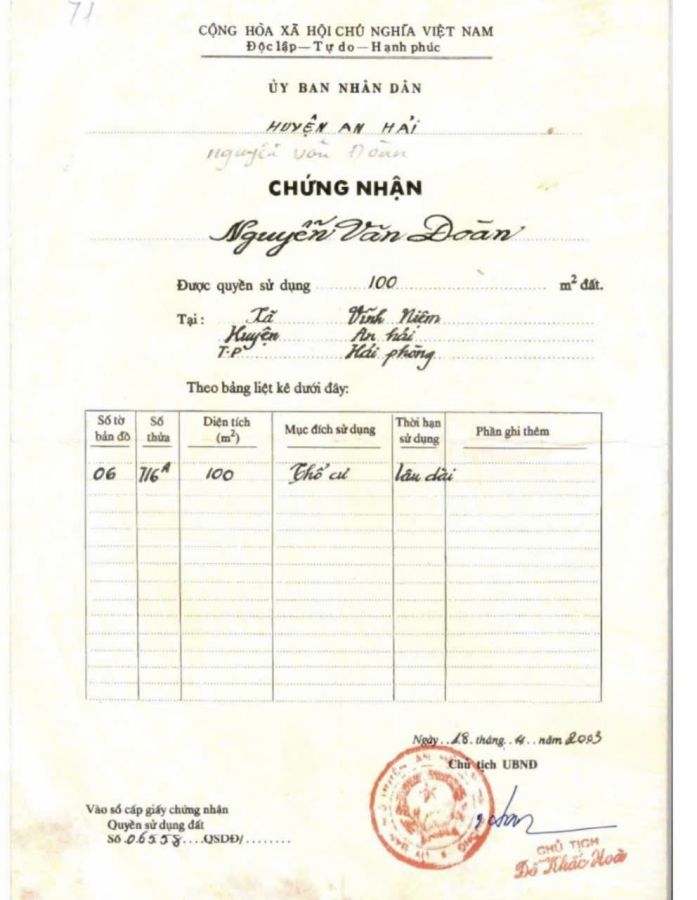 71
CỘNG HÒA XÃ HỘI CHỦ NGHĨA VIỆT NAM
Độc lập — Tự do — Hạnh phúc
ỦY BAN NHÂN DÂN
HUYỆN AN HẢI
Nguyễn Văn Đoàn
CHỨNG NHẬN
Nguyễn Văn Đoàn
Được quyền sử dụng 100 m² đất.
Tại: Xã Vĩnh Niệm
Huyện An hải
T.P Hải phòng
Theo bảng liệt kê dưới đây:
Số tờ bản đồ Số thửa Diện tích (m²) Mục đích sử dụng Thời hạn sử dụng Phần ghi thêm
06 716A 100 Thổ cư lâu dài
Ngày 18 tháng 4 năm 2003
Chủ tịch UBND
Vào sổ cấp giấy chứng nhận
Quyền sử dụng đất
Số 06558 QSDĐ/
CHỦ TỊCH
Đỗ Khắc Hoà